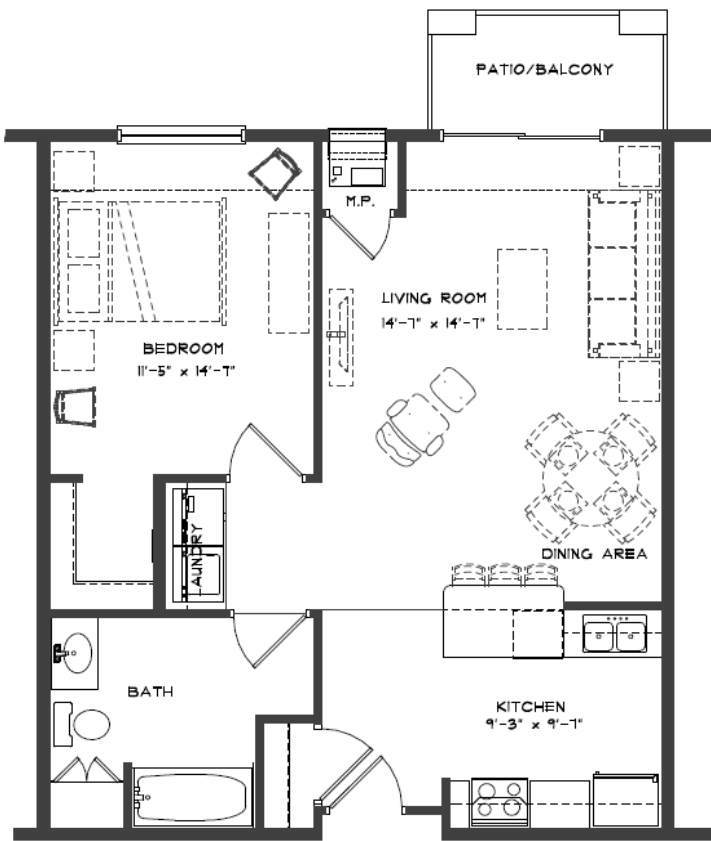 PATIO/BALCONY
M.P.
LIVING ROOM
14'-7" x 14'-7"
BEDROOM
11'-5" x 14'-7"
LAUNDRY
DINING AREA
BATH
KITCHEN
9'-3" x 9'-7"